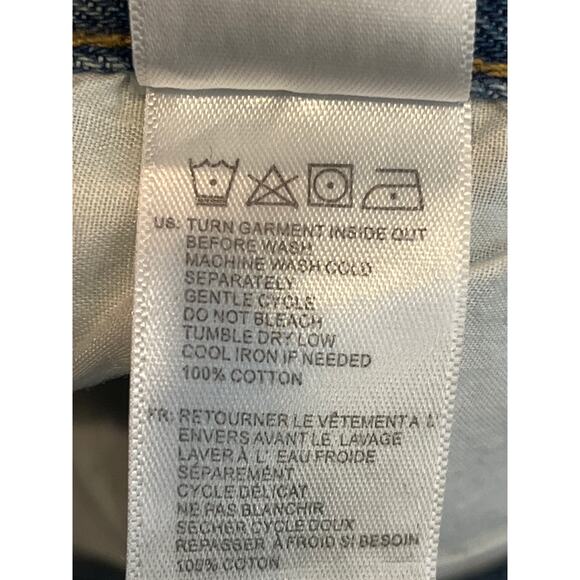 US: TURN GARMENT INSIDE OUT
BEFORE WASH
MACHINE WASH COLD
SEPARATELY
GENTLE CYCLE
DO NOT BLEACH
TUMBLE DRY LOW
COOL IRON IF NEEDED
100% COTTON
FR: RETOURNER LE VÊTEMENT A L'
ENVERS AVANT LE LAVAGE
LAVER À L' EAU FROIDE
SÉPAREMENT
CYCLE DÉLICAT
NE PAS BLANCHIR
SÉCHER CYCLE DOUX
REPASSER À FROID SI BESOIN
100% COTON